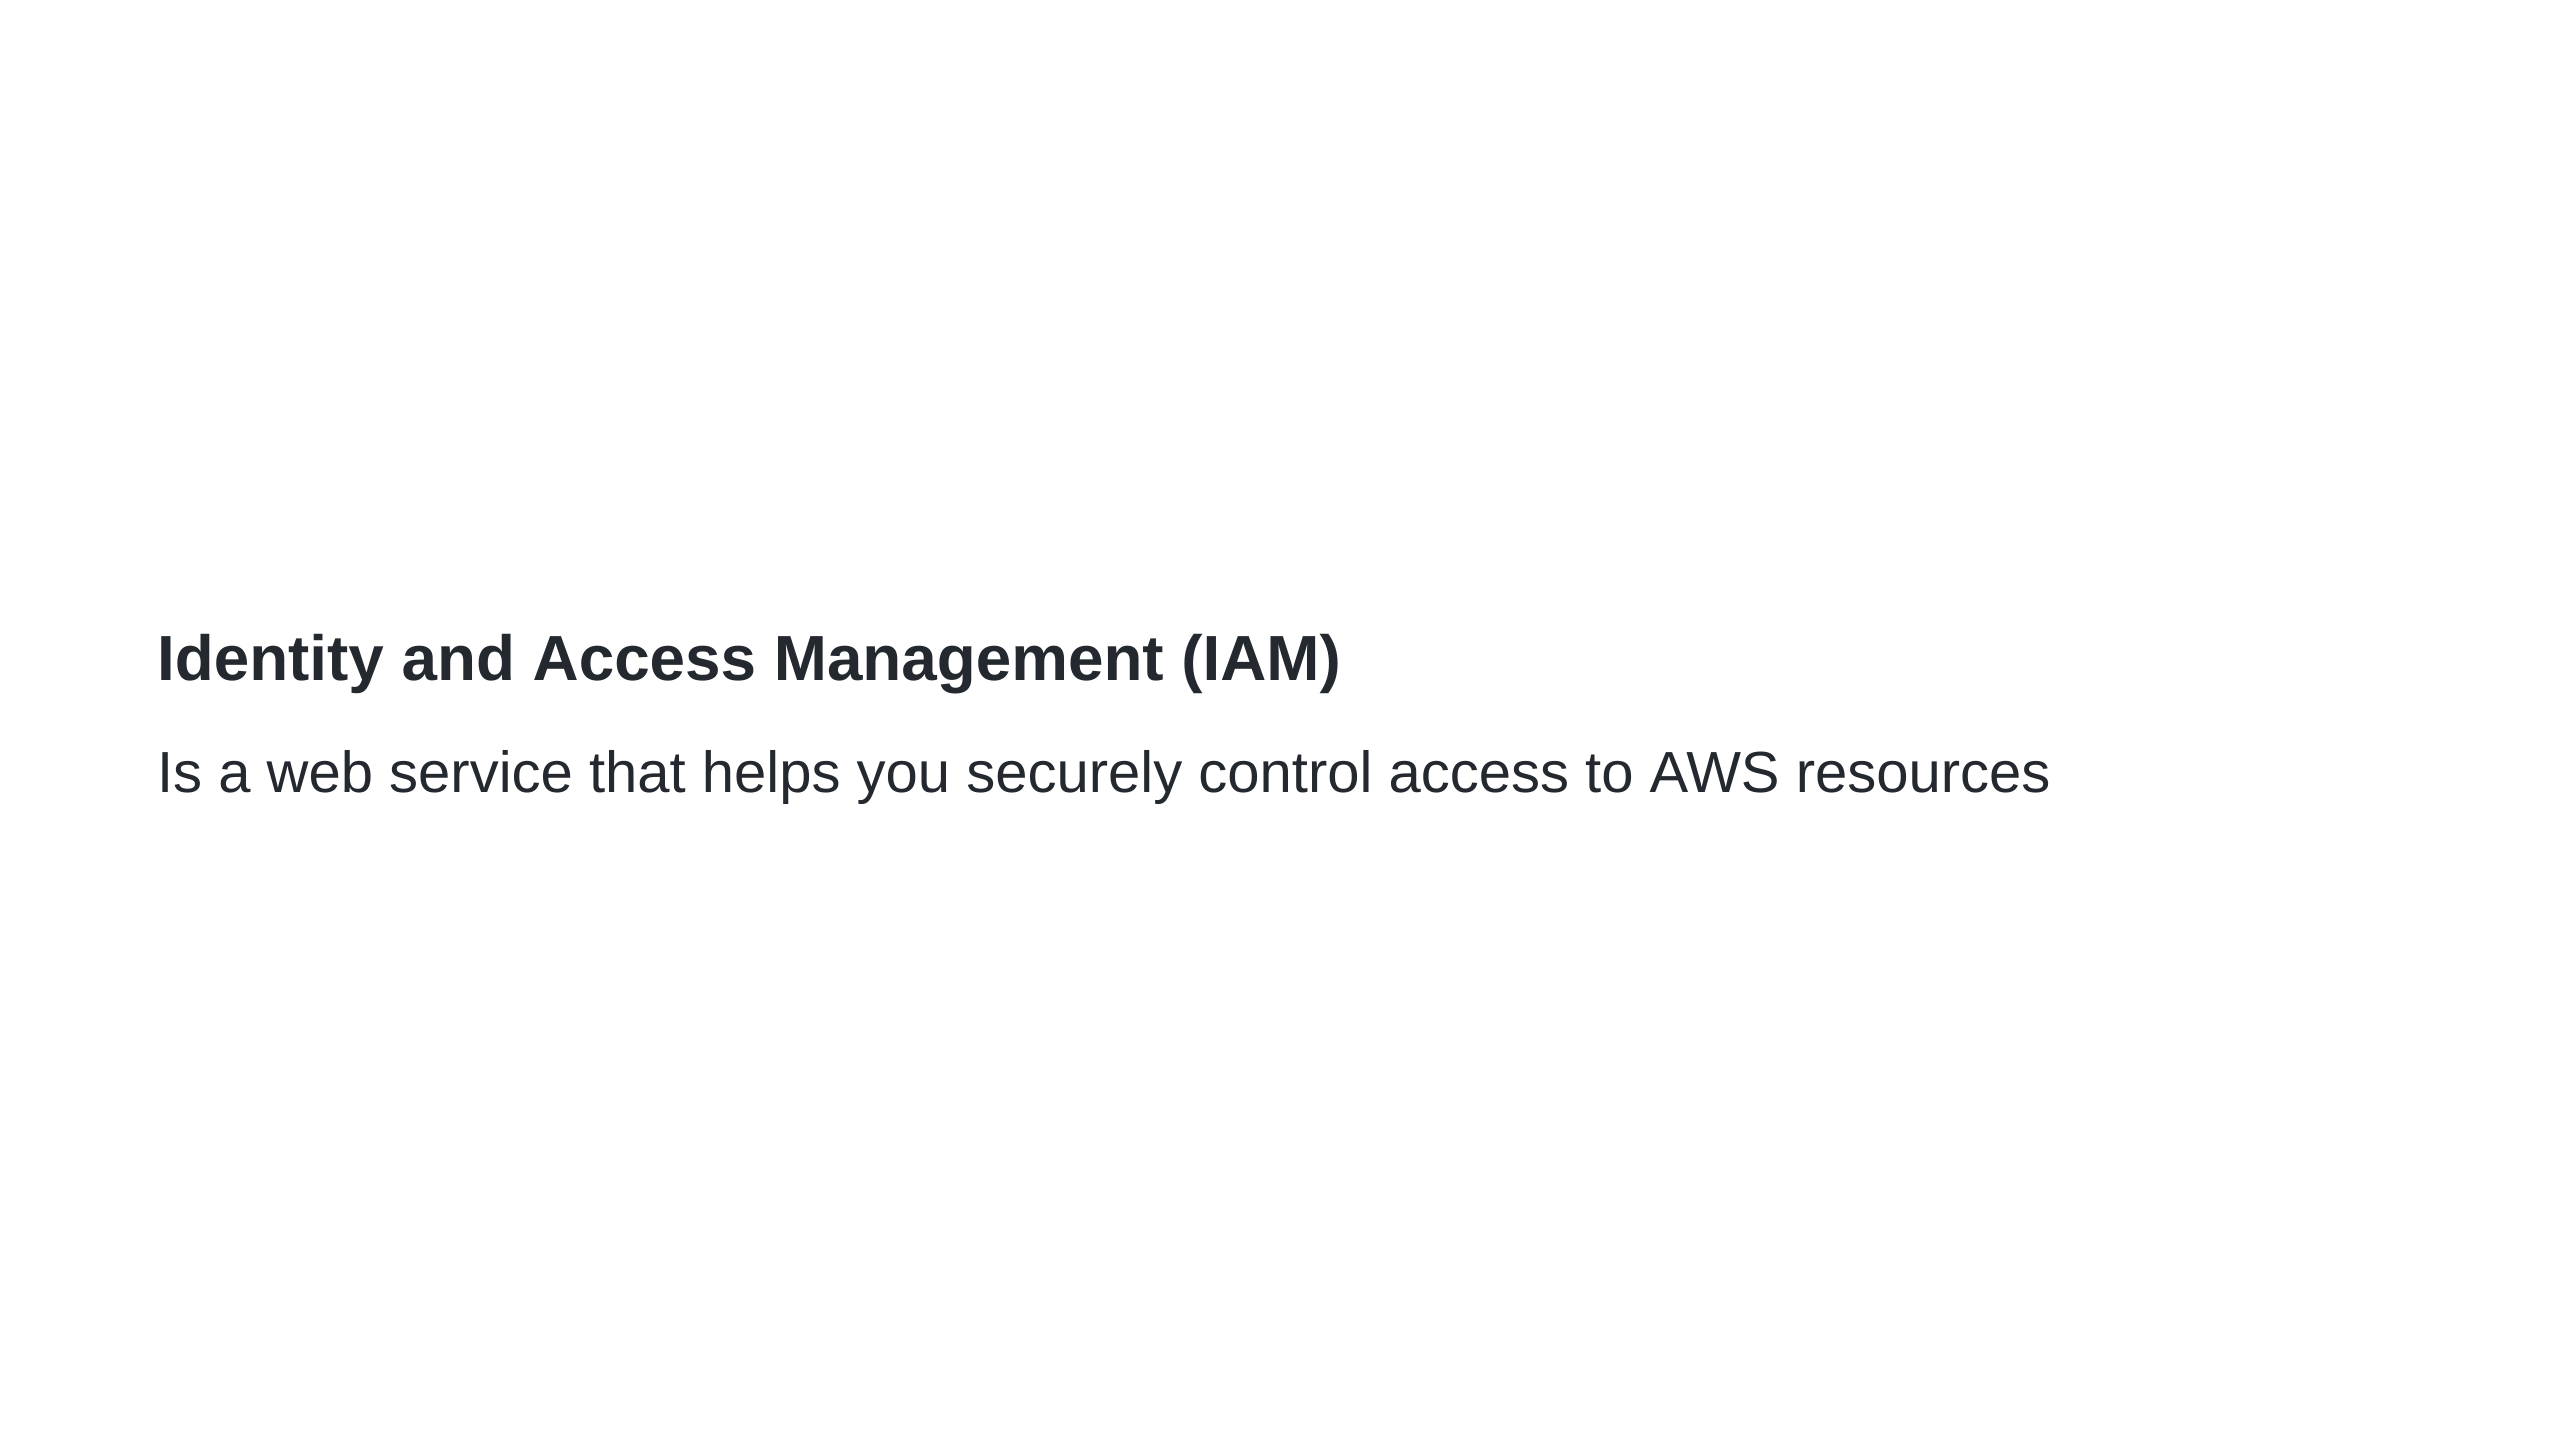 Identity and Access Management (IAM)
Is a web service that helps you securely control access to AWS resources